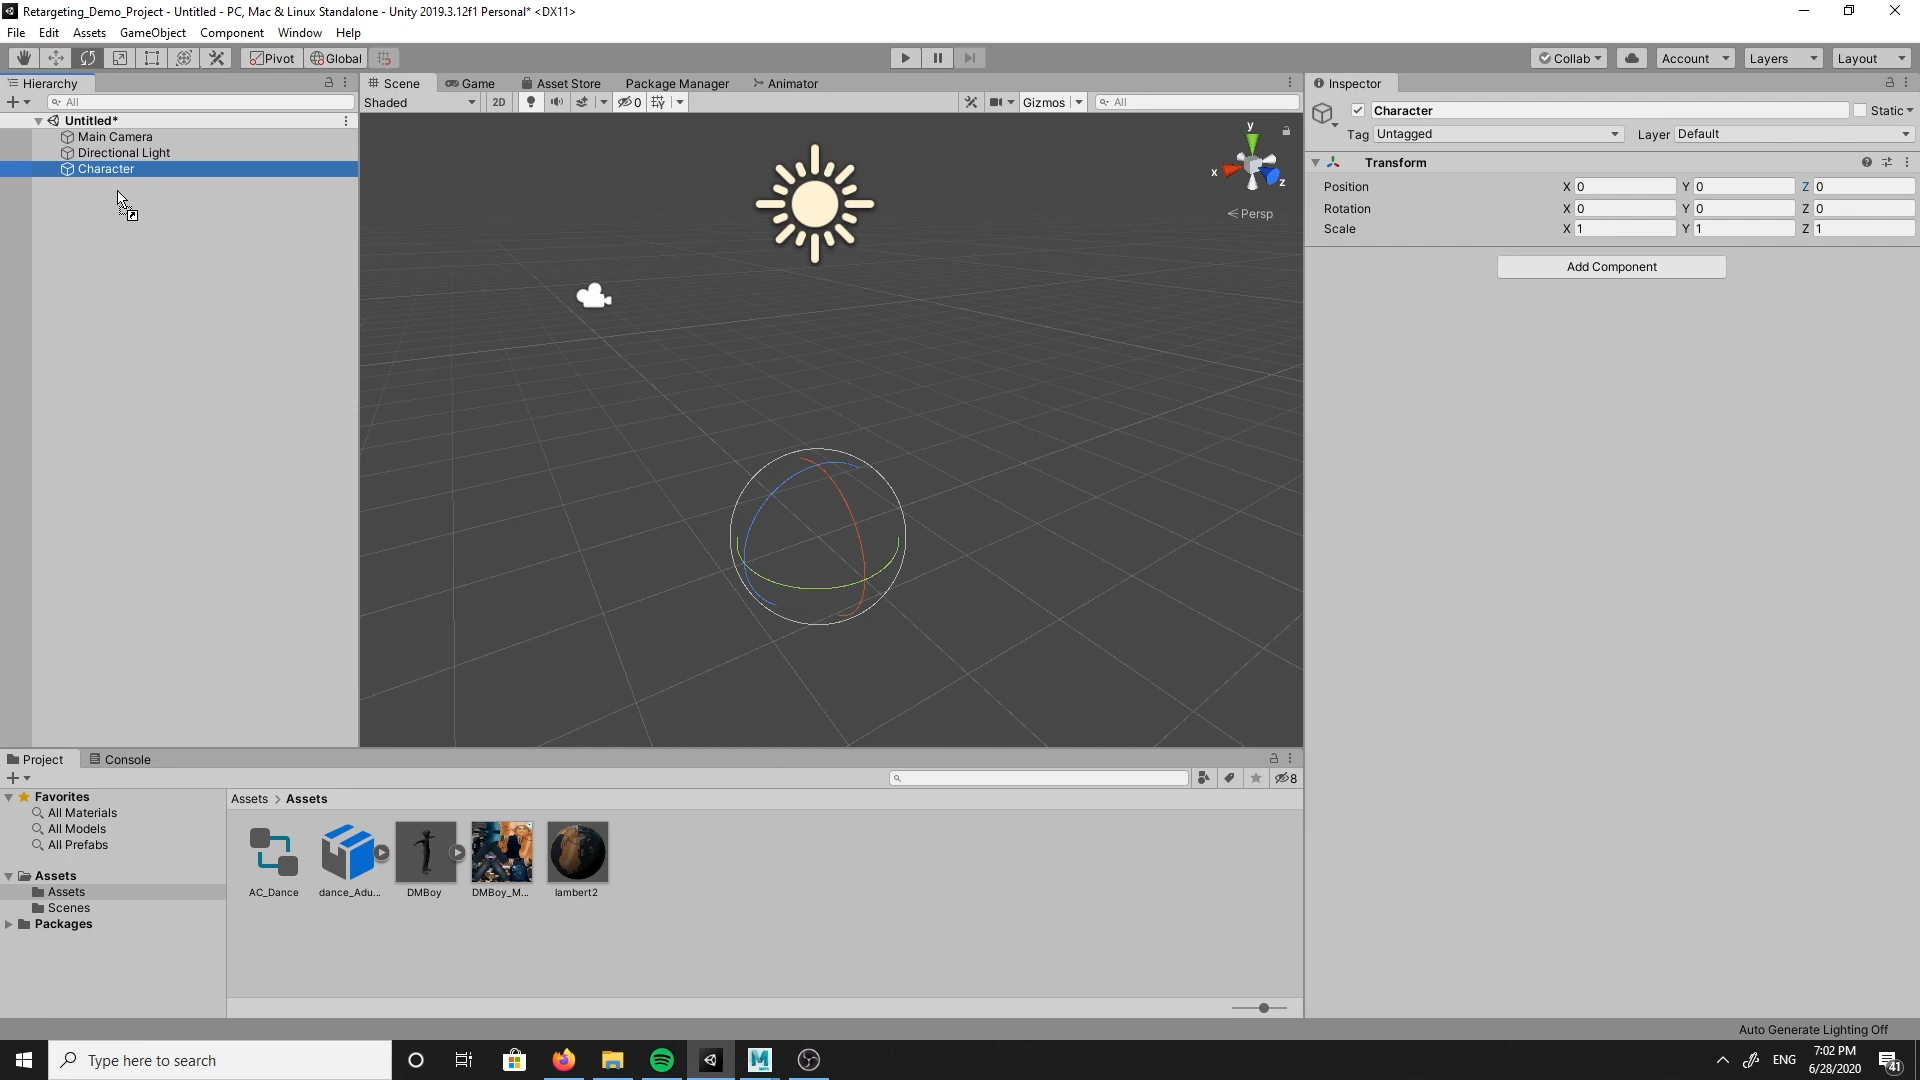 Retargeting_Demo_Project - Untitled - PC, Mac & Linux Standalone - Unity 2019.3.12f1 Personal* <DX11>
File Edit Assets GameObject Component Window Help
Pivot Global Collab Account Layers Layout
Hierarchy Scene Game Asset Store Package Manager Animator Inspector
All Shaded 2D 0 Gizmos All
Character Static
Untitled*
Main Camera
Directional Light
Character
Tag Untagged Layer Default
Transform
Position X 0 Y 0 Z 0
Rotation X 0 Y 0 Z 0
Scale X 1 Y 1 Z 1
Add Component
y
x
z
Persp
Project Console
8
Favorites
All Materials
All Models
All Prefabs
Assets
Assets
Scenes
Packages
Assets > Assets
AC_Dance dance_Adu... DMBoy DMBoy_M... lambert2
Auto Generate Lighting Off
Type here to search
M
ENG
7:02 PM
6/28/2020
41